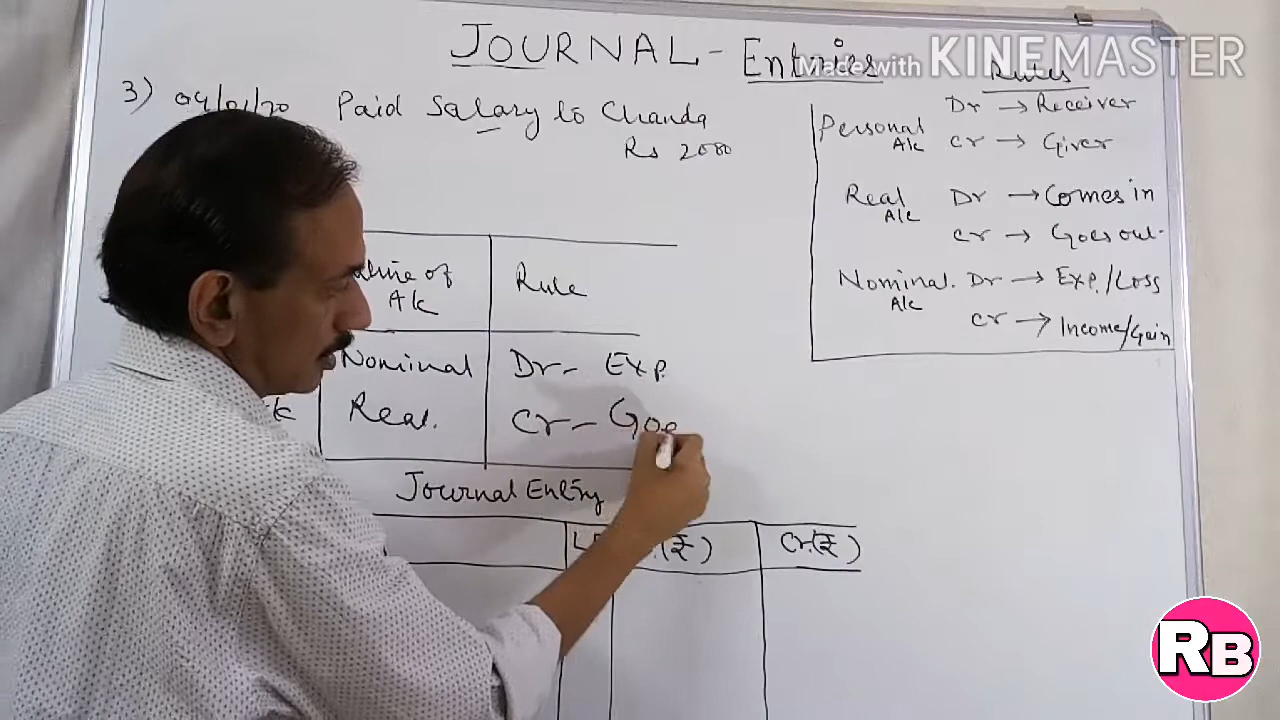 JOURNAL - Entries
Made with KINEMASTER
Rules
3) 04/01/20 Paid Salary to Chanda
Rs 2000
Personal A/c Dr → Receiver
Cr → Giver
Real A/c Dr → Comes in
Cr → Goes out
Nominal A/c Dr → Exp./Loss
Cr → Income/Gain
of A/c Rule
Nominal Dr - Exp.
Real. Cr - Goe
Journal Entry
(₹) Cr.(₹)
RB